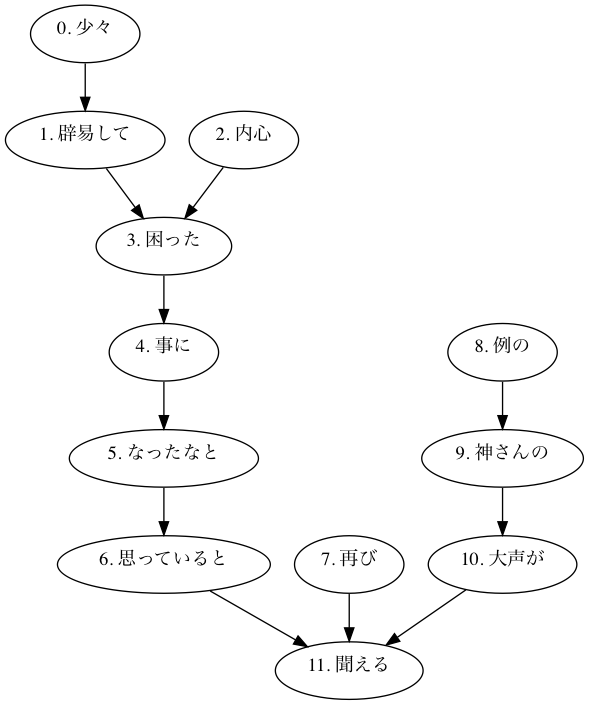 0. 少々
1. 辟易して
2. 内心
3. 困った
4. 事に
8. 例の
5. なったなと
9. 神さんの
6. 思っていると
7. 再び
10. 大声が
11. 聞える